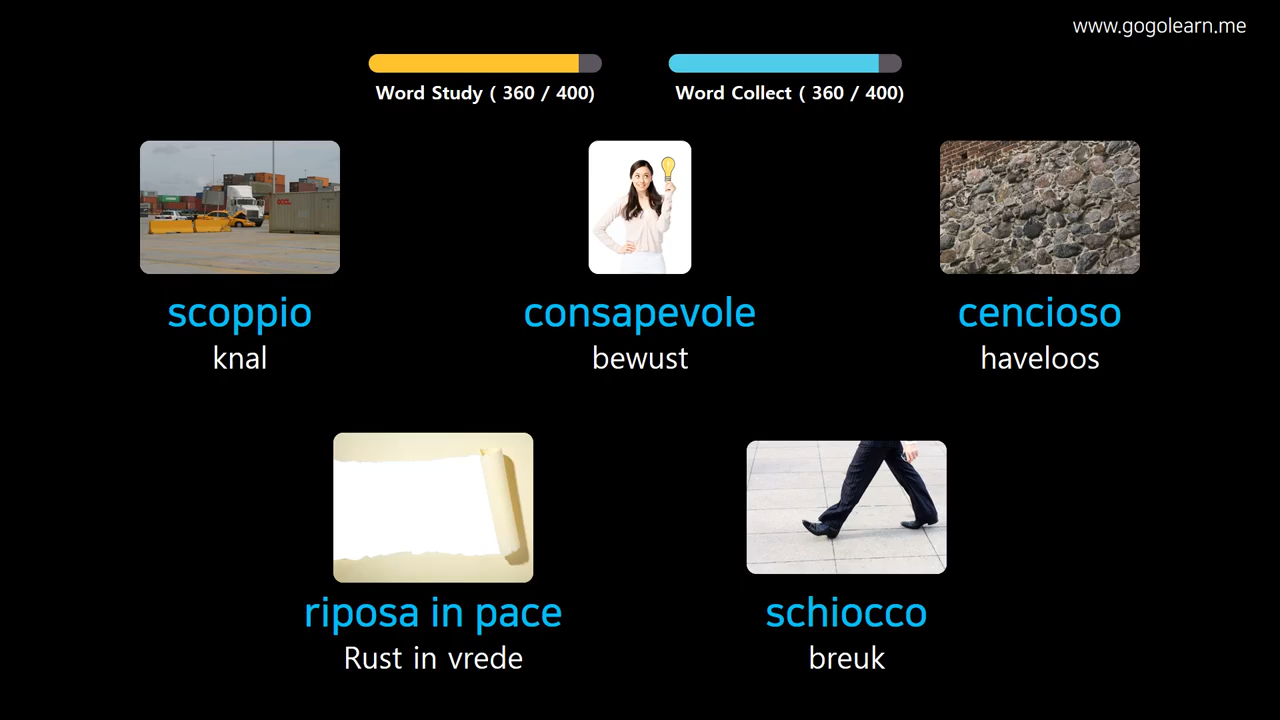 www.gogolearn.me
Word Study ( 360 / 400)
Word Collect ( 360 / 400)
scoppio
consapevole
cencioso
knal
bewust
haveloos
riposa in pace
schiocco
Rust in vrede
breuk